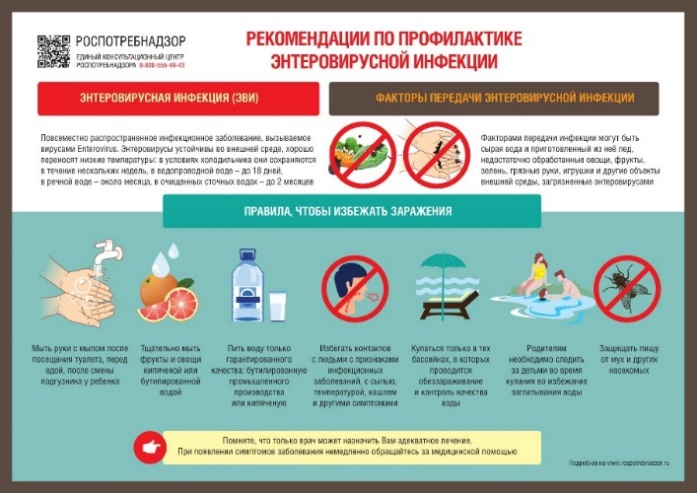 РОСПОТРЕБНАДЗОР
ЕДИНЫЙ КОНСУЛЬТАЦИОННЫЙ ЦЕНТР
РОСПОТРЕБНАДЗОРА 8-800-555-49-43
РЕКОМЕНДАЦИИ ПО ПРОФИЛАКТИКЕ
ЭНТЕРОВИРУСНОЙ ИНФЕКЦИИ
ЭНТЕРОВИРУСНАЯ ИНФЕКЦИЯ (ЭВИ)
Повсеместно распространенное инфекционное заболевание, вызываемое
вирусами Enterovirus. Энтеровирусы устойчивы во внешней среде, хорошо
переносят низкие температуры: в условиях холодильника они сохраняются
в течение нескольких недель, в водопроводной воде – до 18 дней,
в речной воде – около месяца, в очищенных сточных водах – до 2 месяцев
ФАКТОРЫ ПЕРЕДАЧИ ЭНТЕРОВИРУСНОЙ ИНФЕКЦИИ
Факторами передачи инфекции могут быть
сырая вода и приготовленный из неё лед,
недостаточно обработанные овощи, фрукты,
зелень, грязные руки, игрушки и другие объекты
внешней среды, загрязненные энтеровирусами
ПРАВИЛА, ЧТОБЫ ИЗБЕЖАТЬ ЗАРАЖЕНИЯ
Мыть руки с мылом после
посещения туалета, перед
едой, после смены
подгузника у ребенка
Тщательно мыть
фрукты и овощи
кипяченой или
бутилированной
водой
Пить воду только
гарантированного
качества: бутилированную
промышленного
производства
или кипяченую
Избегать контактов
с людьми с признаками
инфекционных
заболеваний, с сыпью,
температурой, кашлем
и другими симптомами
Купаться только в тех
бассейнах, в которых
проводится
обеззараживание
и контроль качества
воды
Родителям
необходимо следить
за детьми во время
купания во избежание
заглатывания воды
Защищать пищу
от мух и других
насекомых
Помните, что только врач может назначить Вам адекватное лечение.
При появлении симптомов заболевания немедленно обращайтесь за медицинской помощью
Подробнее на www.rospotrebnadzor.ru